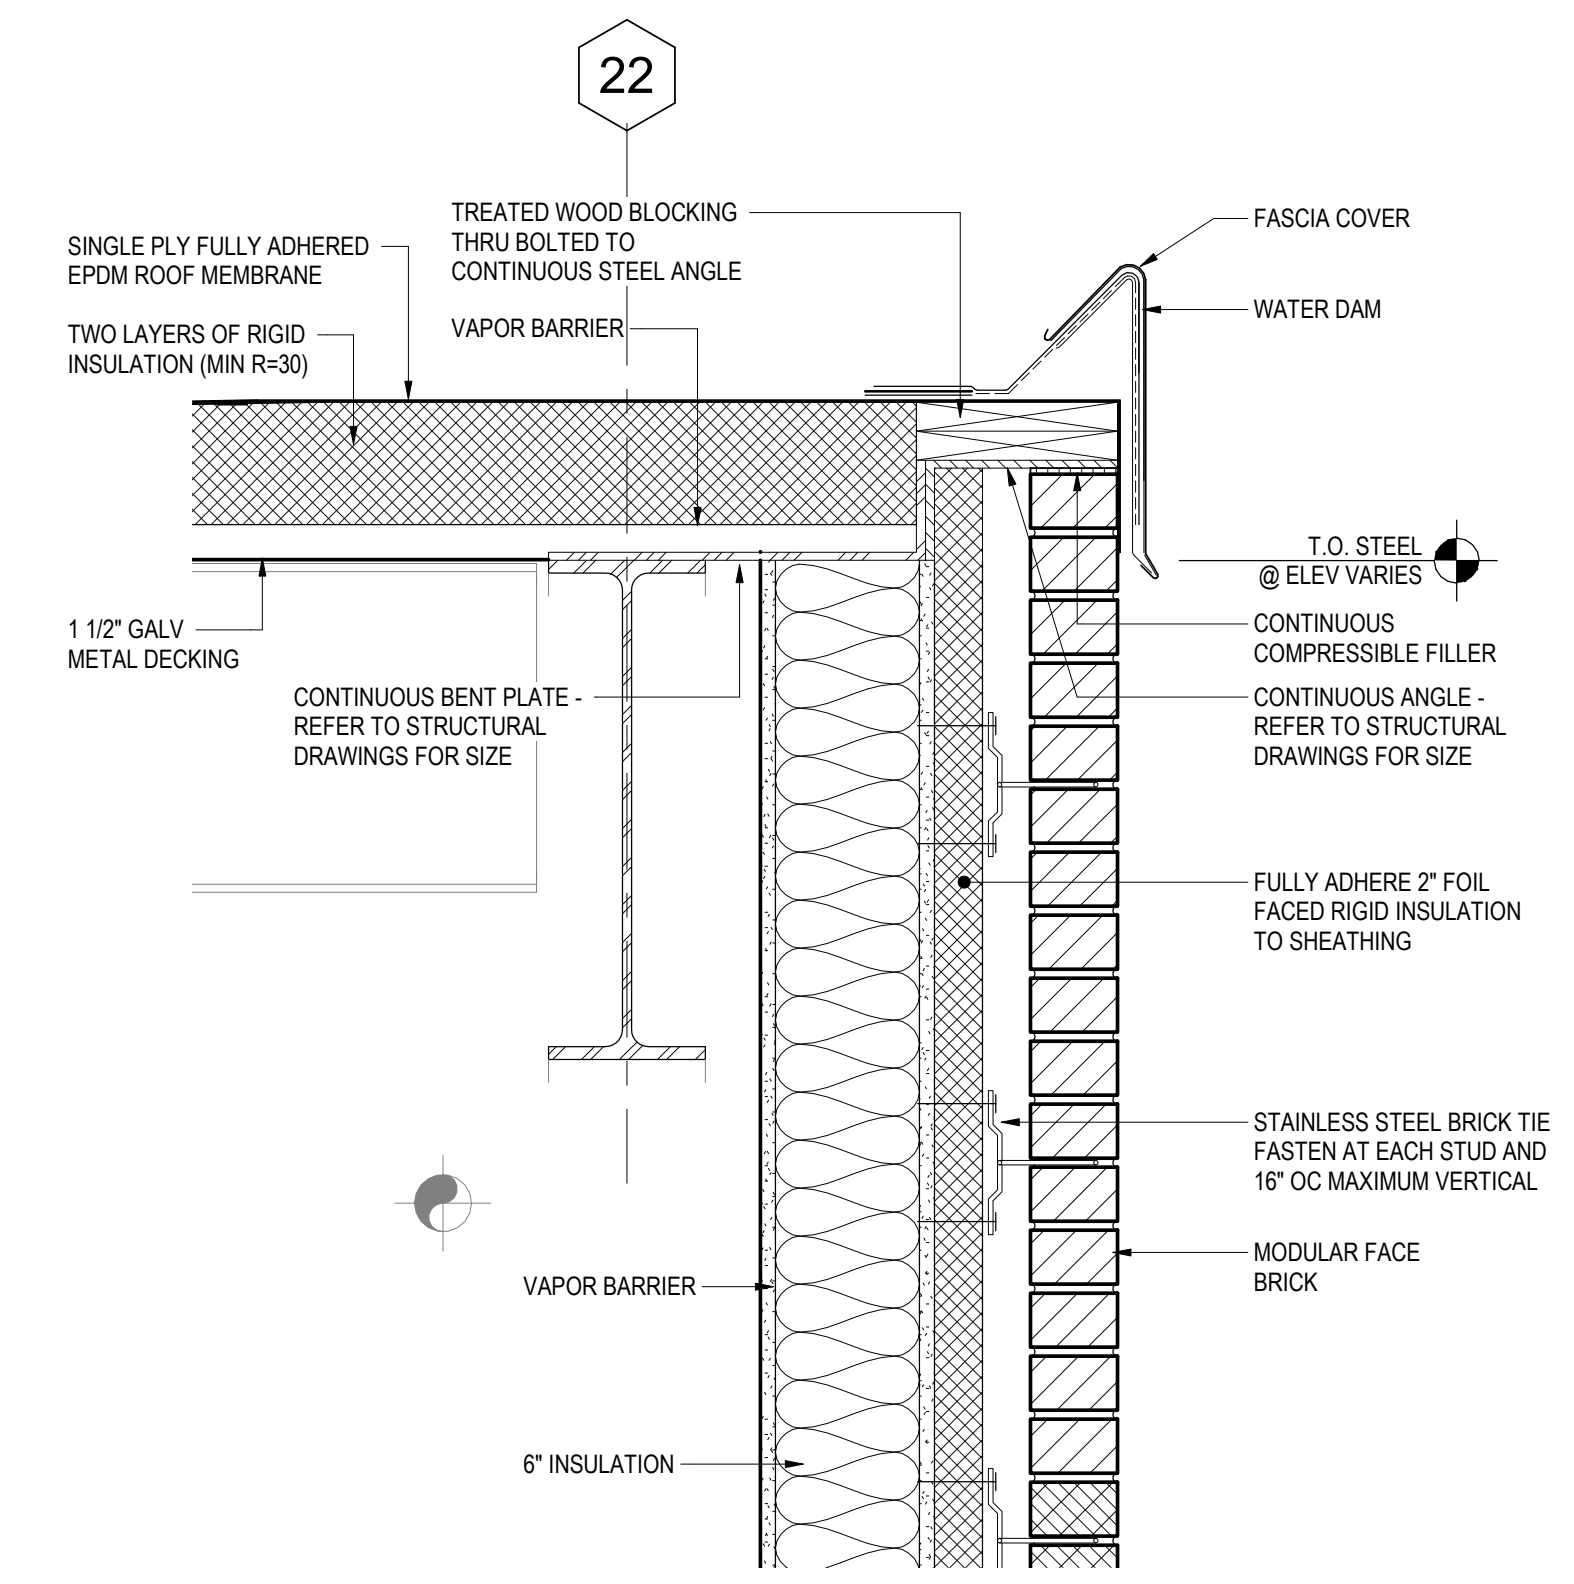 22
TREATED WOOD BLOCKING
THRU BOLTED TO
CONTINUOUS STEEL ANGLE
VAPOR BARRIER
SINGLE PLY FULLY ADHERED
EPDM ROOF MEMBRANE
TWO LAYERS OF RIGID
INSULATION (MIN R=30)
FASCIA COVER
WATER DAM
T.O. STEEL
@ ELEV VARIES
1 1/2" GALV
METAL DECKING
CONTINUOUS BENT PLATE -
REFER TO STRUCTURAL
DRAWINGS FOR SIZE
CONTINUOUS
COMPRESSIBLE FILLER
CONTINUOUS ANGLE -
REFER TO STRUCTURAL
DRAWINGS FOR SIZE
FULLY ADHERE 2" FOIL
FACED RIGID INSULATION
TO SHEATHING
STAINLESS STEEL BRICK TIE
FASTEN AT EACH STUD AND
16" OC MAXIMUM VERTICAL
MODULAR FACE
BRICK
VAPOR BARRIER
6" INSULATION